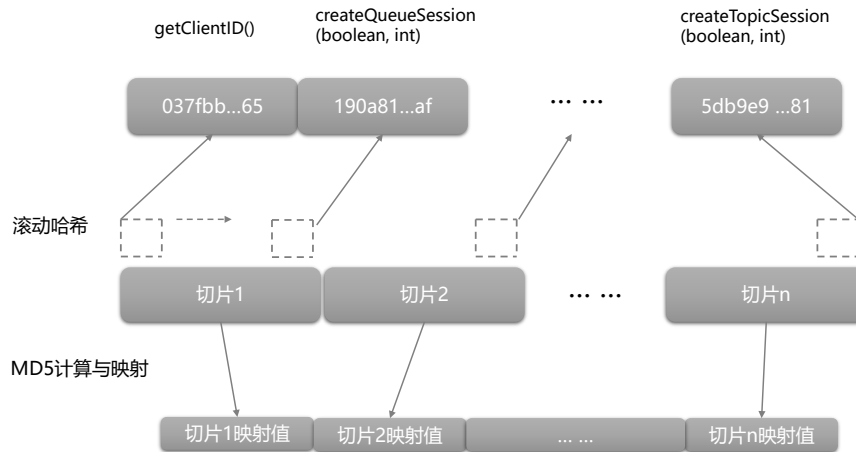 getClientID()
createQueueSession
(boolean, int)
createTopicSession
(boolean, int)
037fbb...65
190a81...af
... ...
5db9e9 ...81
滚动哈希
切片1
切片2
... ...
切片n
MD5计算与映射
切片1映射值
切片2映射值
... ...
切片n映射值